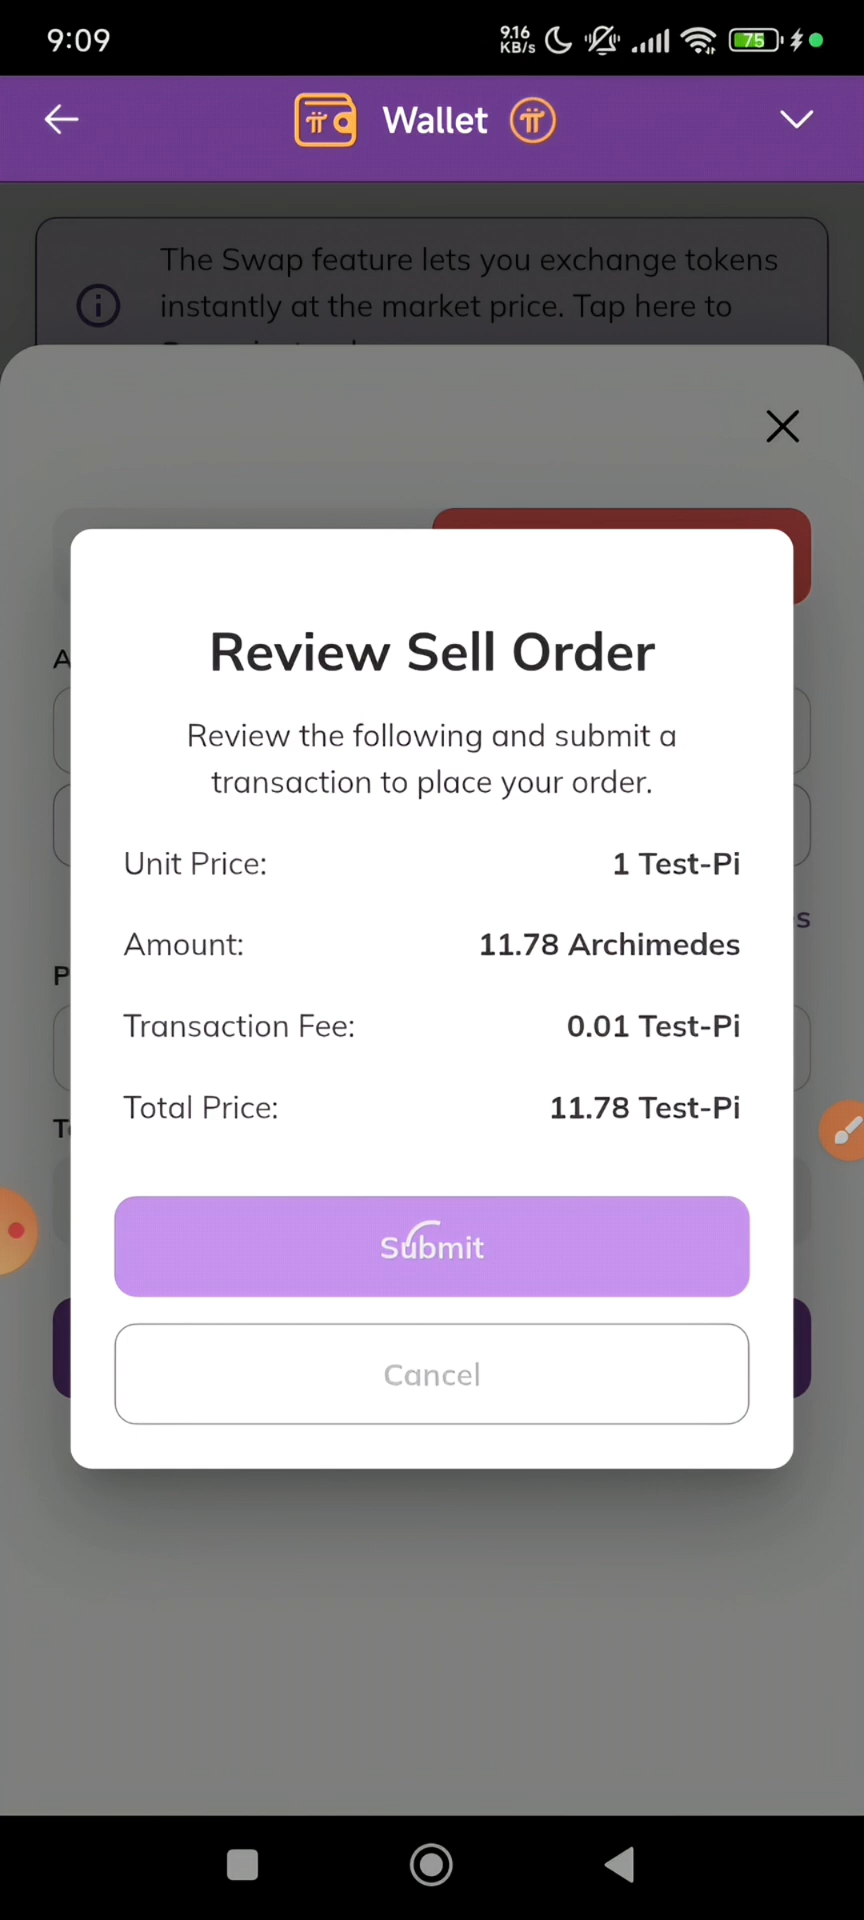 9:09
9.16
KB/s
75
Wallet
The Swap feature lets you exchange tokens
instantly at the market price. Tap here to
A
s
P
T
Review Sell Order
Review the following and submit a
transaction to place your order.
Unit Price: 1 Test-Pi
Amount: 11.78 Archimedes
Transaction Fee: 0.01 Test-Pi
Total Price: 11.78 Test-Pi
Submit
Cancel